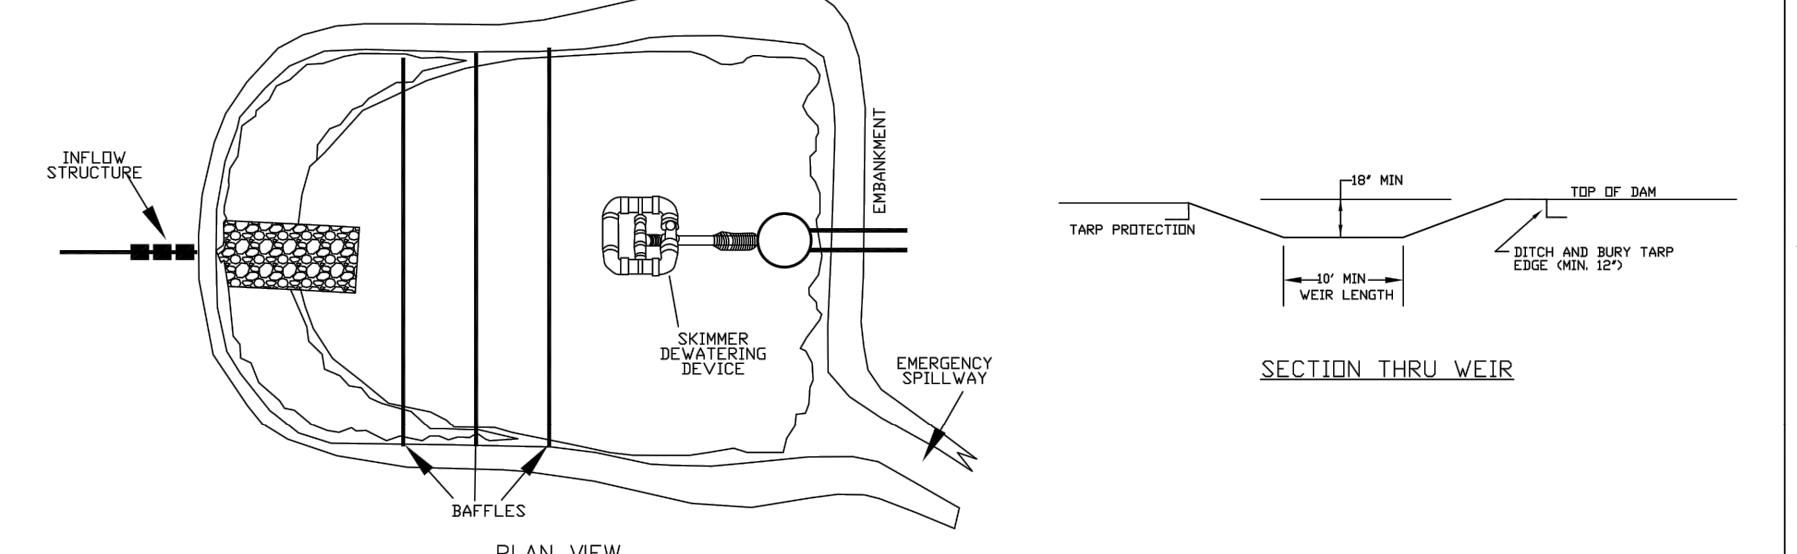 INFLOW
STRUCTURE
EMBANKMENT
SKIMMER
DEWATERING
DEVICE
EMERGENCY
SPILLWAY
BAFFLES
PLAN VIEW
18" MIN
TOP OF DAM
TARP PROTECTION
DITCH AND BURY TARP
EDGE (MIN. 12")
10' MIN
WEIR LENGTH
SECTION THRU WEIR